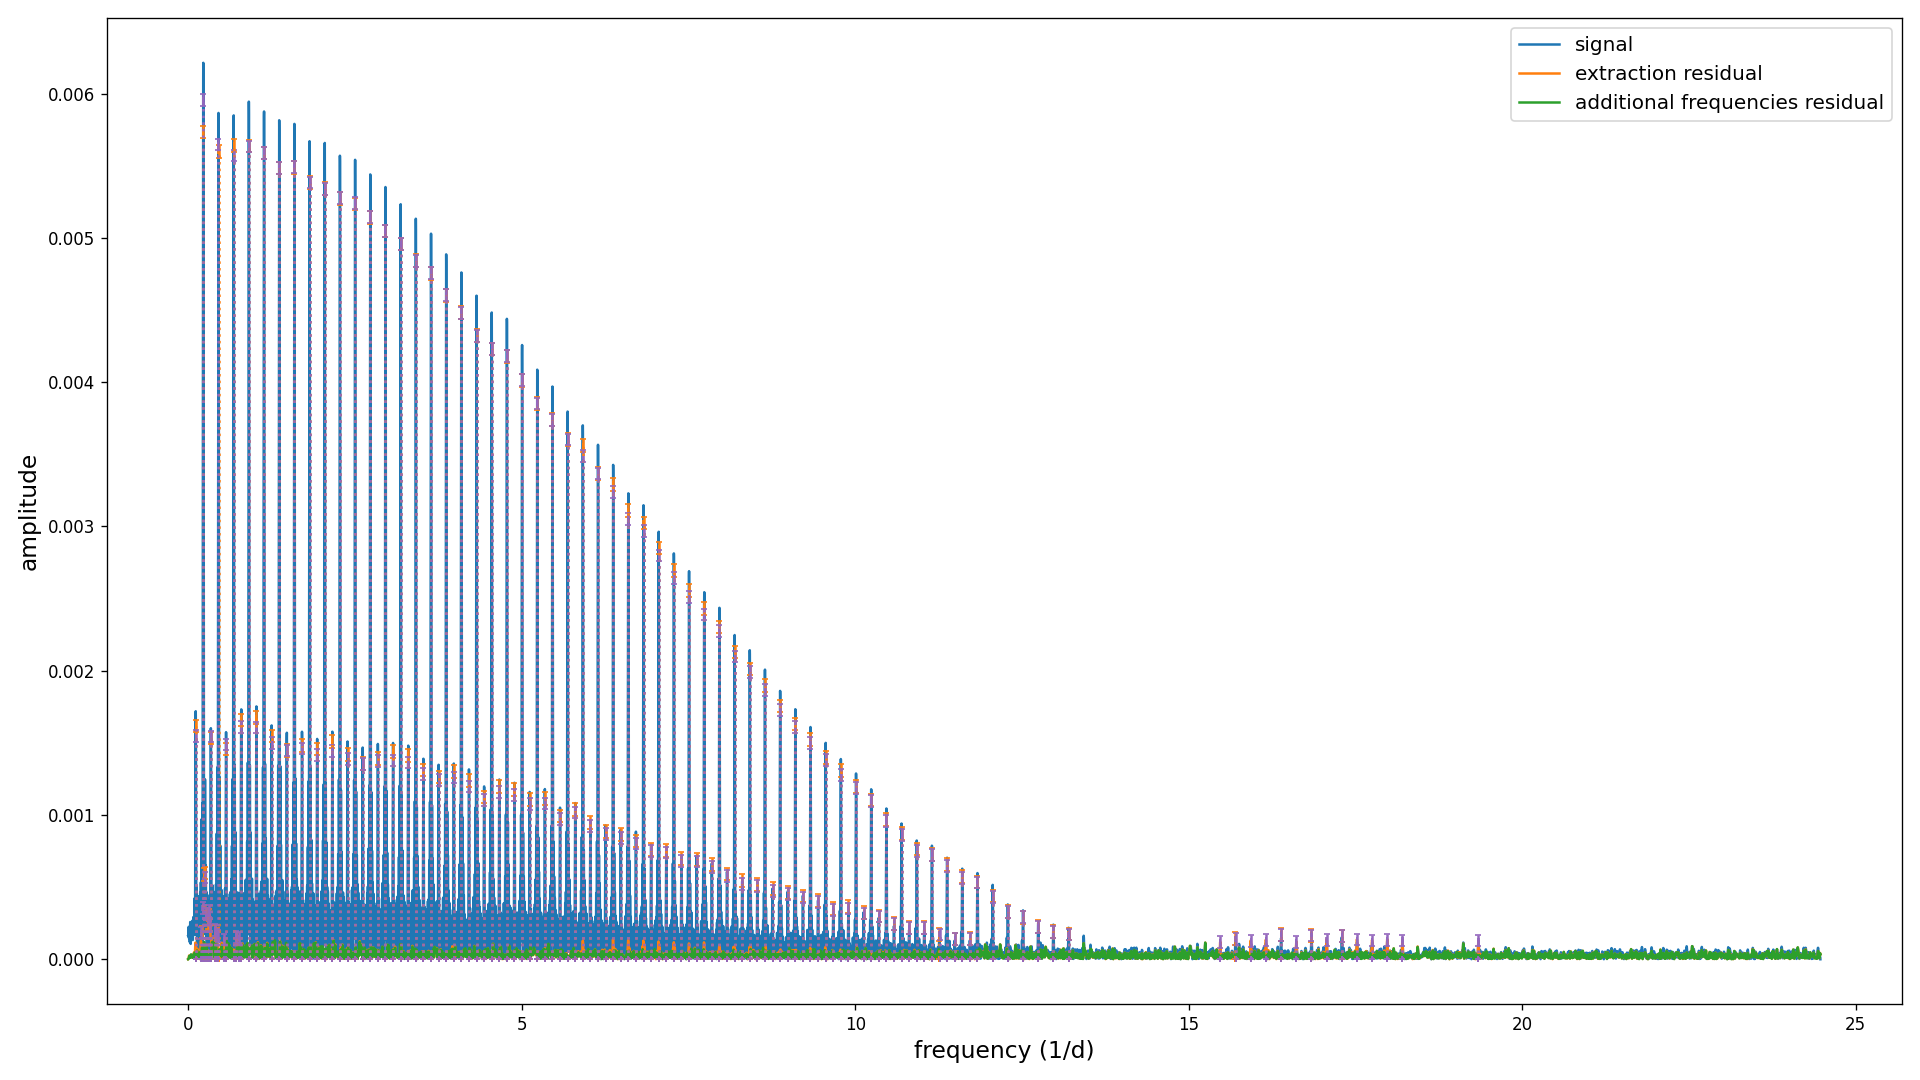 signal
extraction residual
additional frequencies residual
0.006
0.005
0.004
0.003
0.002
0.001
0.000
amplitude
0 5 10 15 20 25
frequency (1/d)